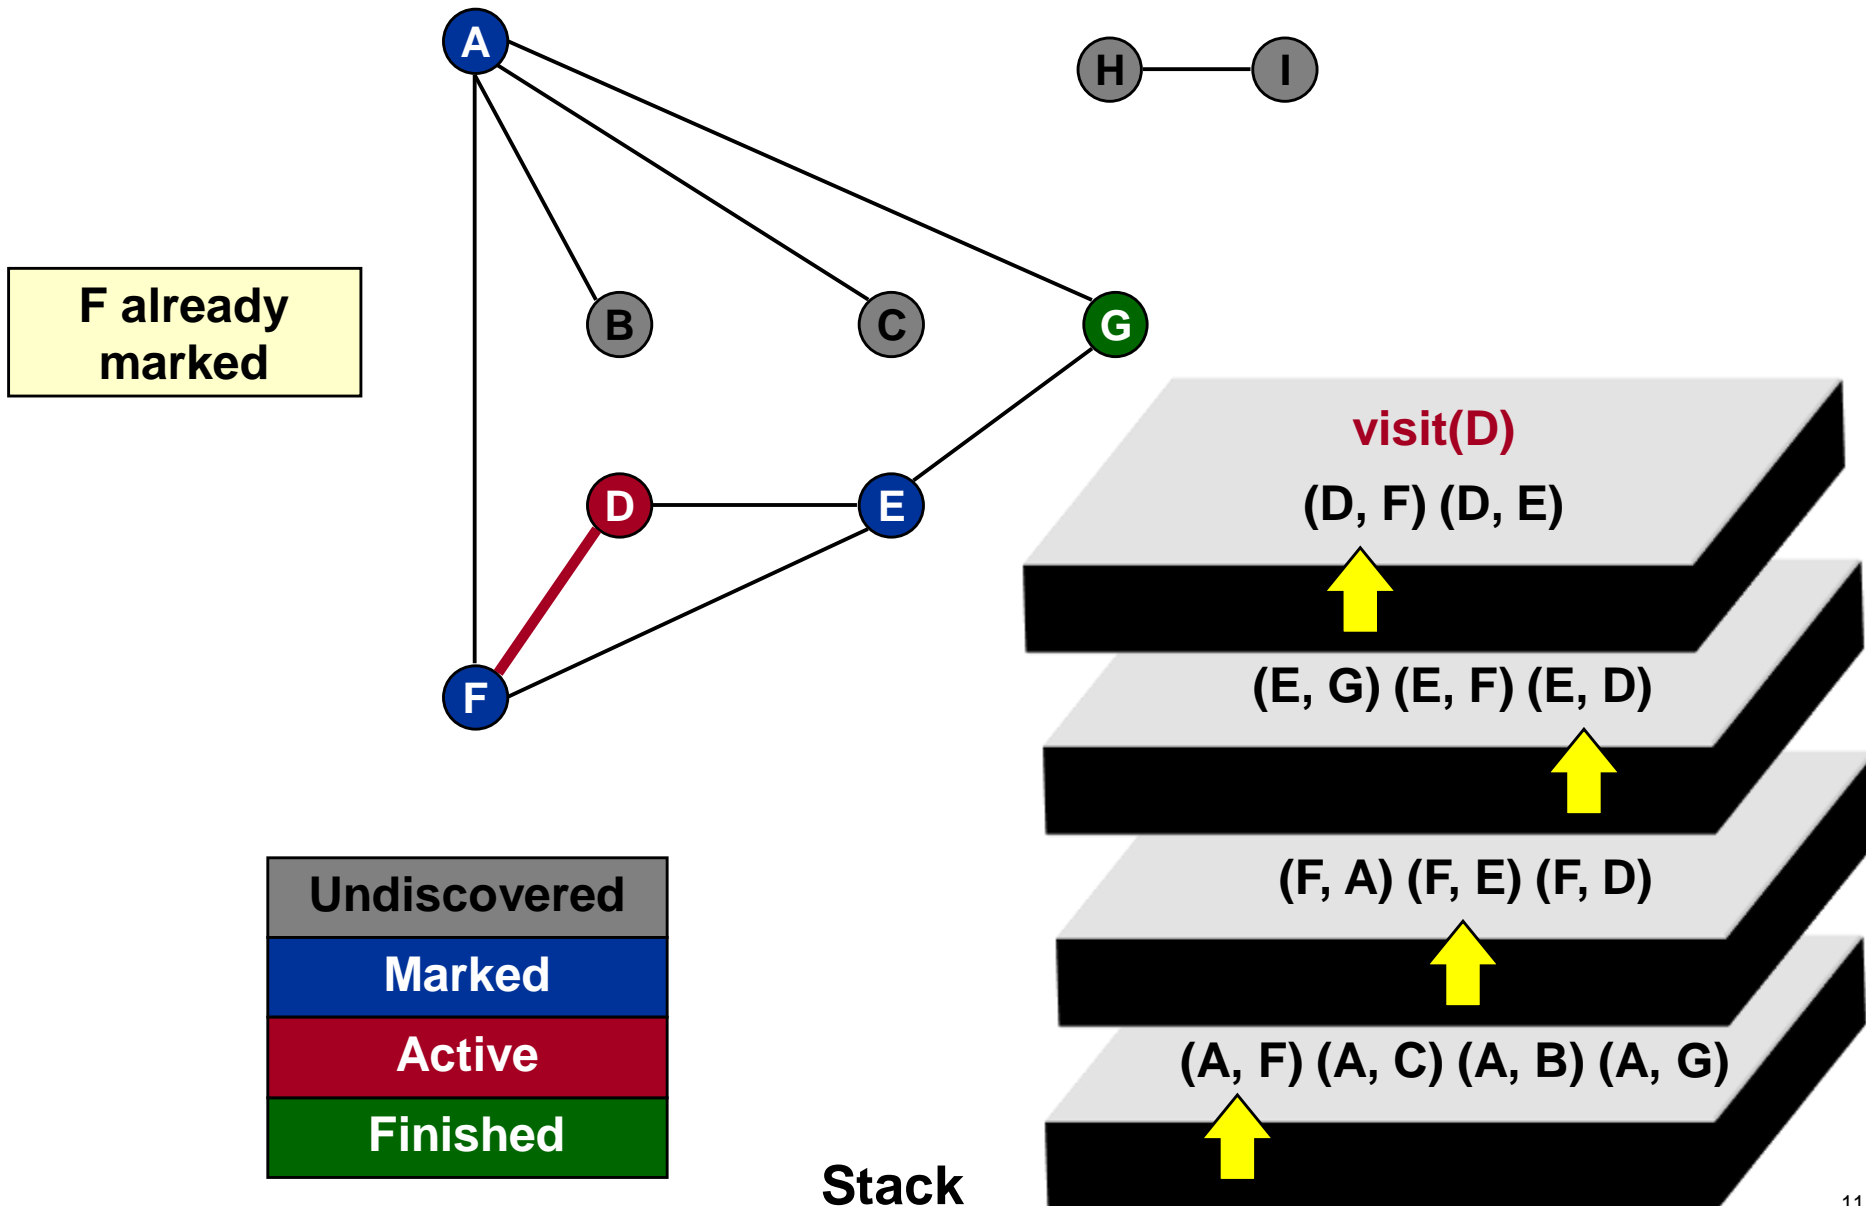 A
H
I
F already
marked
B
C
G
visit(D)
(D, F) (D, E)
D
E
(E, G) (E, F) (E, D)
F
Undiscovered
Marked
Active
Finished
(F, A) (F, E) (F, D)
(A, F) (A, C) (A, B) (A, G)
Stack
11